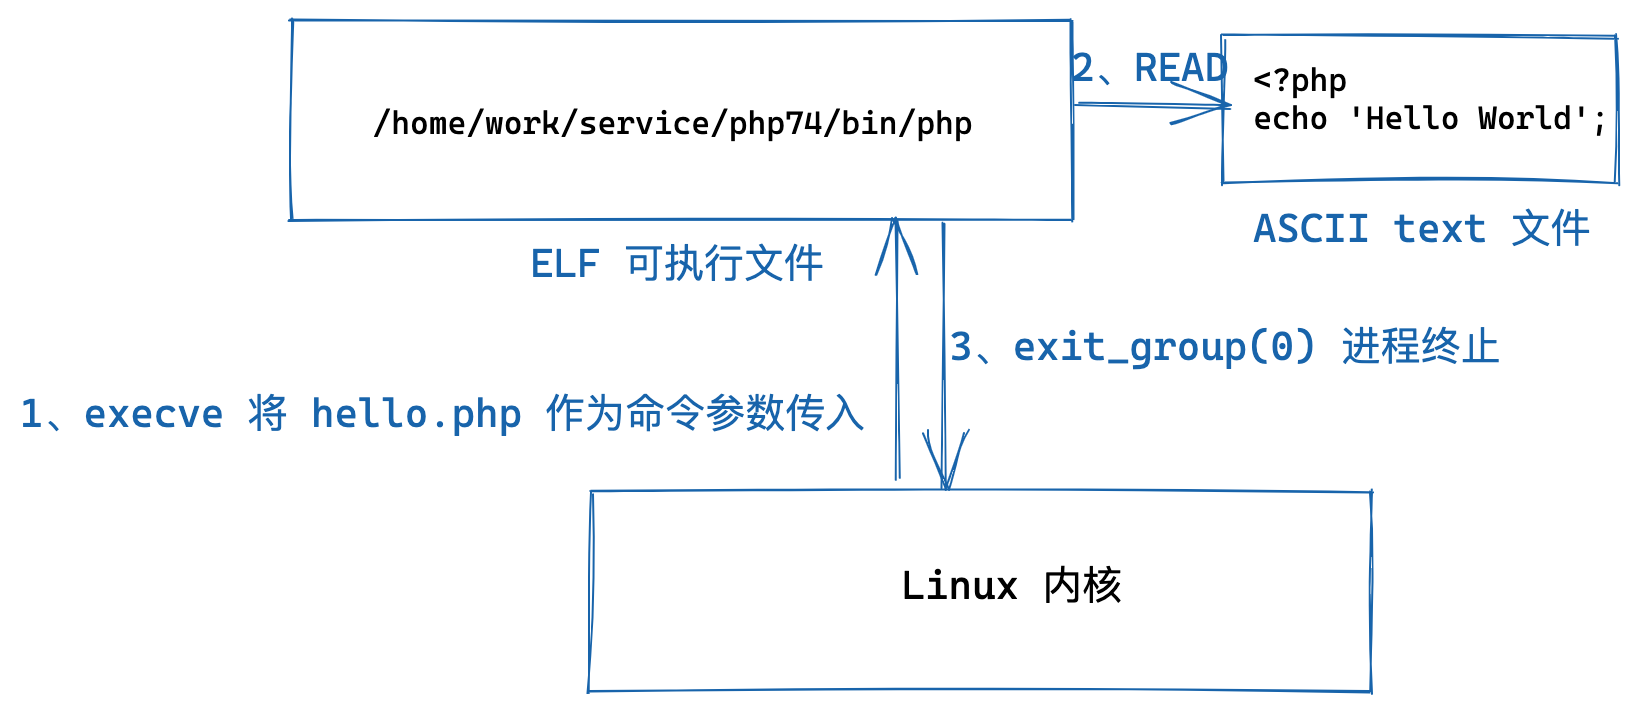 /home/work/service/php74/bin/php
2、READ
<?php
echo 'Hello World';
ASCII text 文件
ELF 可执行文件
3、exit_group(0) 进程终止
1、execve 将 hello.php 作为命令参数传入
Linux 内核